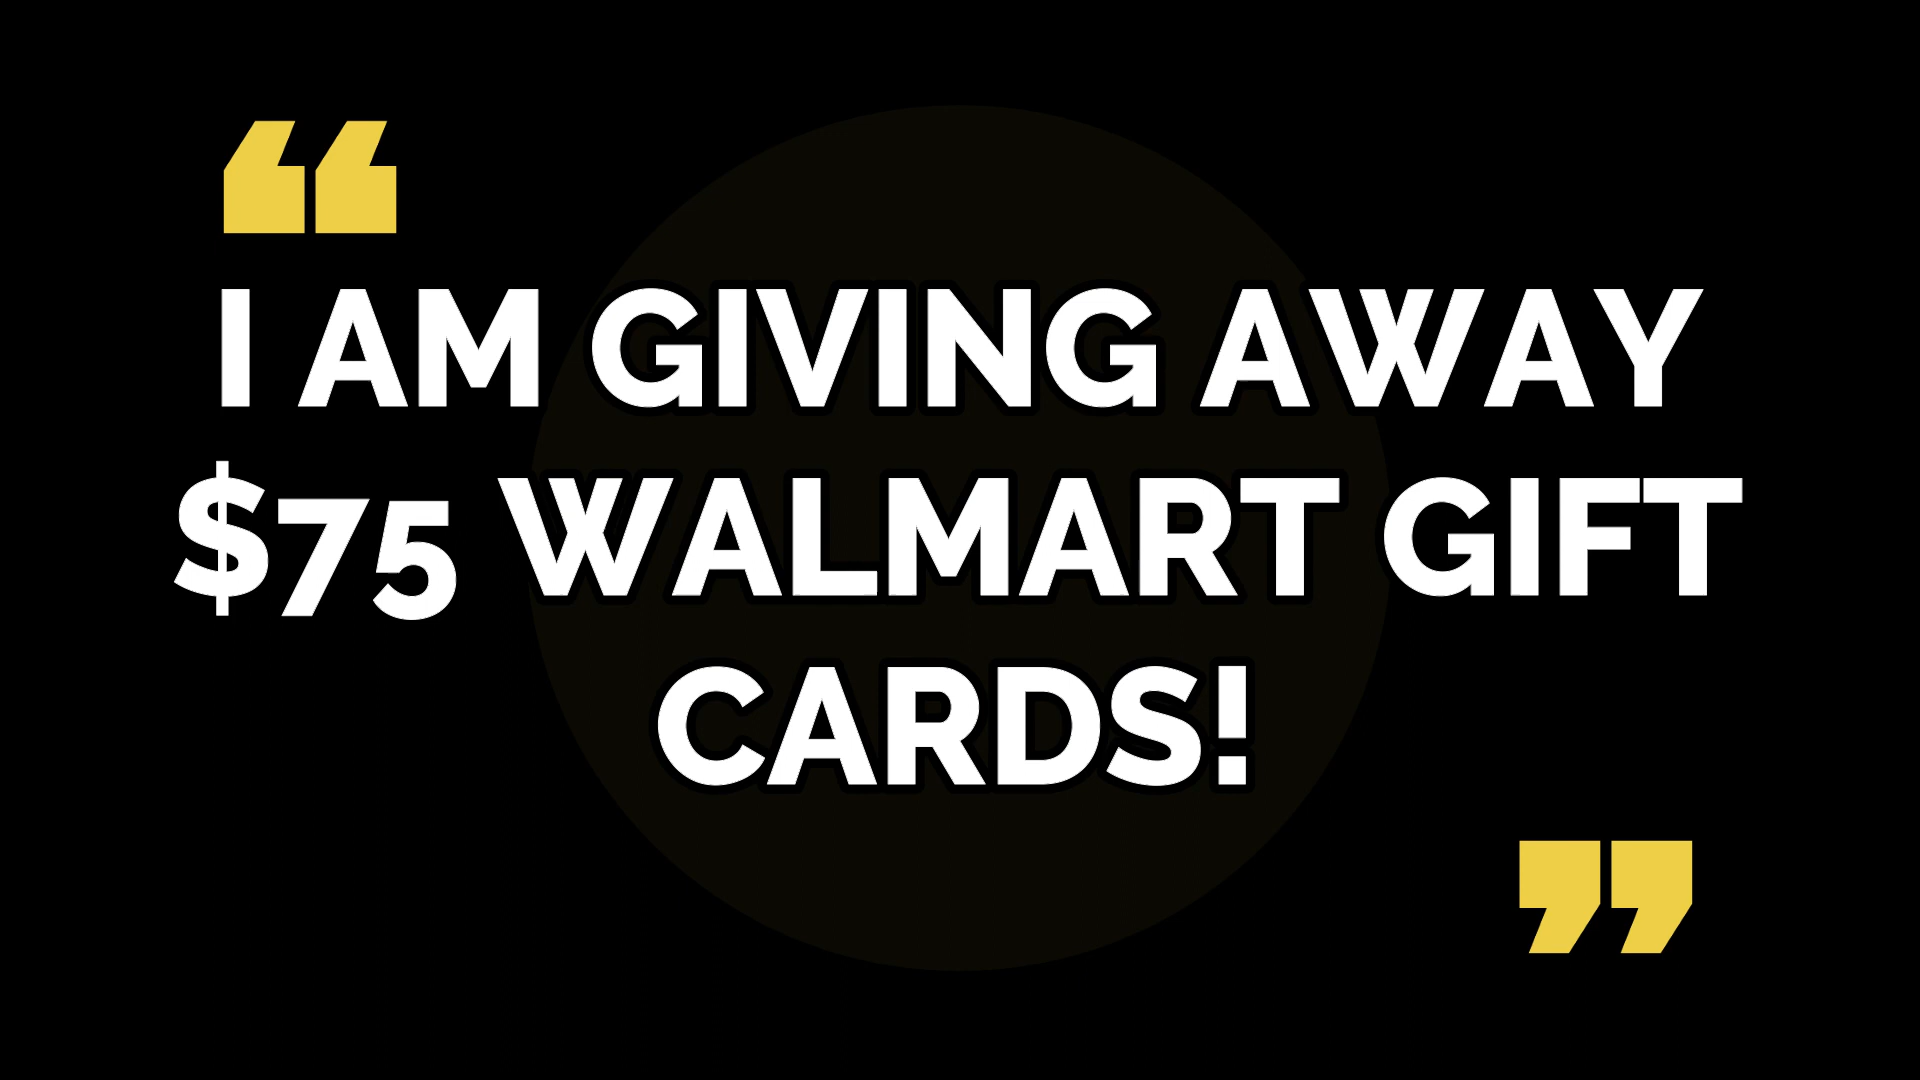 “
I AM GIVING AWAY
$75 WALMART GIFT
CARDS!
”